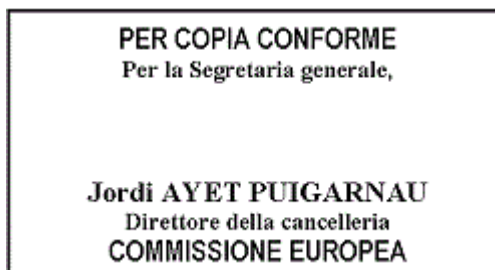 PER COPIA CONFORME
Per la Segretaria generale,
Jordi AYET PUIGARNAU
Direttore della cancelleria
COMMISSIONE EUROPEA